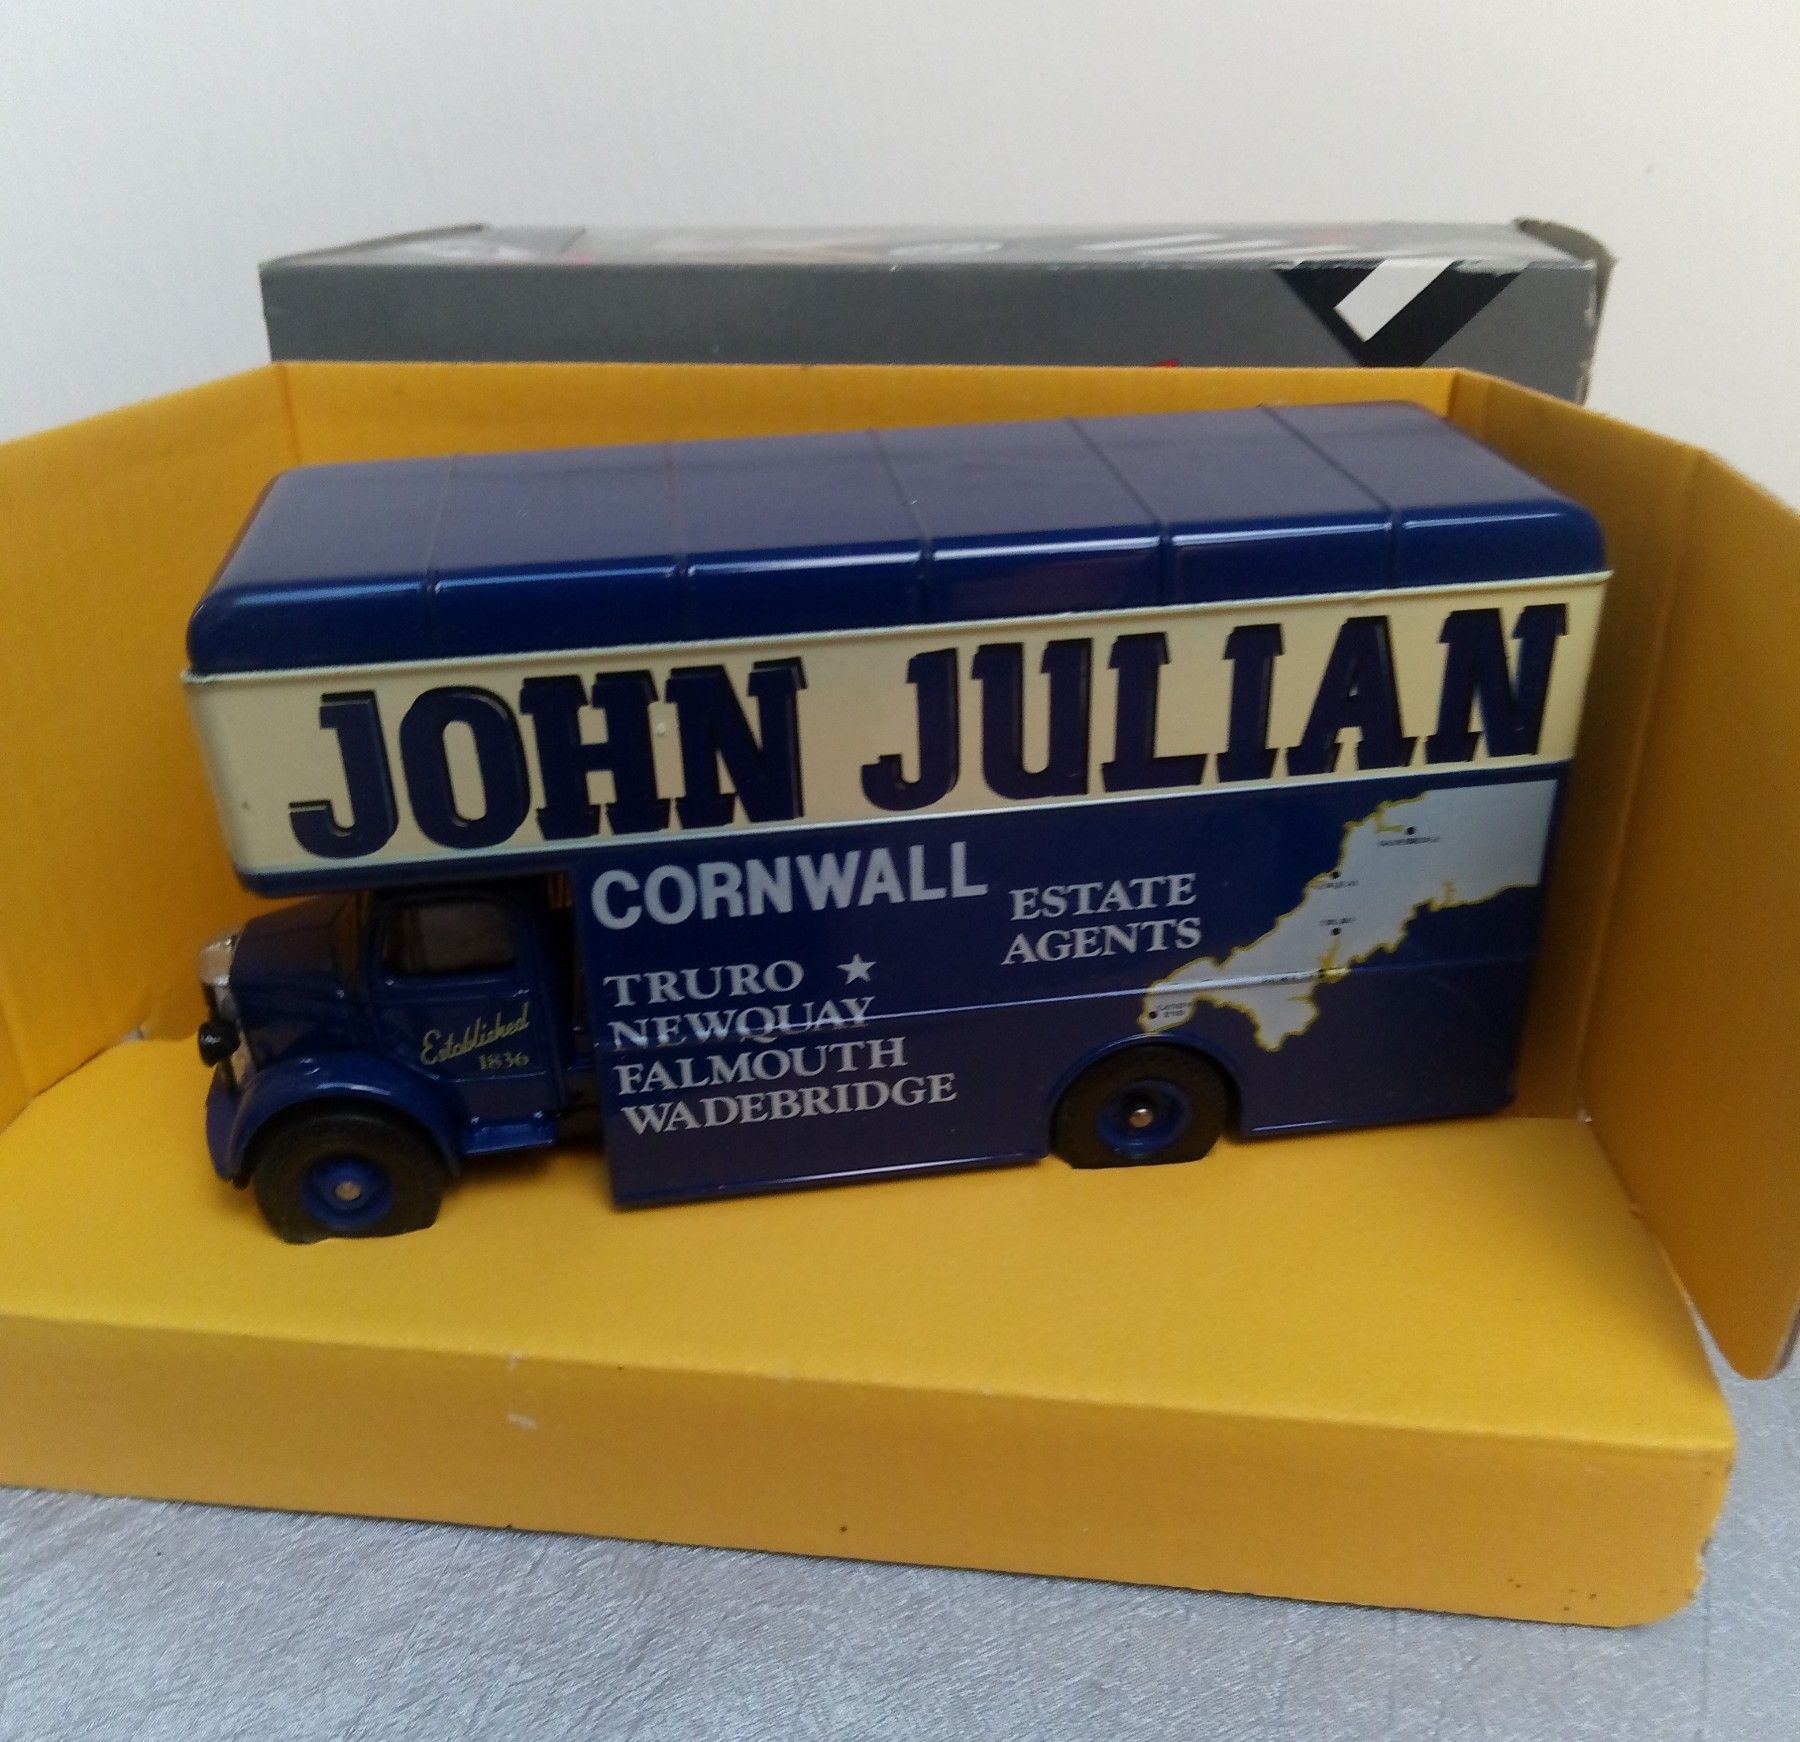 JOHN JULIAN
CORNWALL
ESTATE
AGENTS
TRURO ★
NEWQUAY
FALMOUTH
WADEBRIDGE
Established
1836